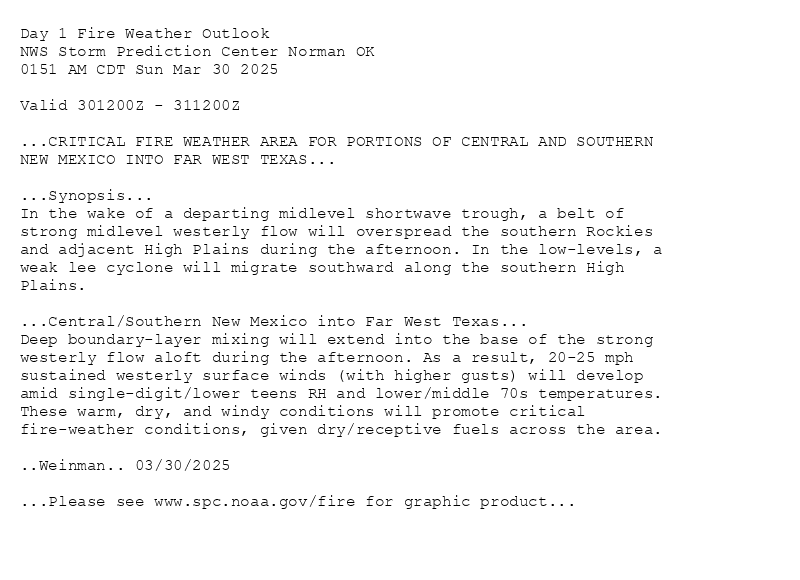 Day 1 Fire Weather Outlook
NWS Storm Prediction Center Norman OK
0151 AM CDT Sun Mar 30 2025

Valid 301200Z - 311200Z

...CRITICAL FIRE WEATHER AREA FOR PORTIONS OF CENTRAL AND SOUTHERN
NEW MEXICO INTO FAR WEST TEXAS...

...Synopsis...
In the wake of a departing midlevel shortwave trough, a belt of
strong midlevel westerly flow will overspread the southern Rockies
and adjacent High Plains during the afternoon. In the low-levels, a
weak lee cyclone will migrate southward along the southern High
Plains.

...Central/Southern New Mexico into Far West Texas...
Deep boundary-layer mixing will extend into the base of the strong
westerly flow aloft during the afternoon. As a result, 20-25 mph
sustained westerly surface winds (with higher gusts) will develop
amid single-digit/lower teens RH and lower/middle 70s temperatures.
These warm, dry, and windy conditions will promote critical
fire-weather conditions, given dry/receptive fuels across the area.

..Weinman.. 03/30/2025

...Please see www.spc.noaa.gov/fire for graphic product...